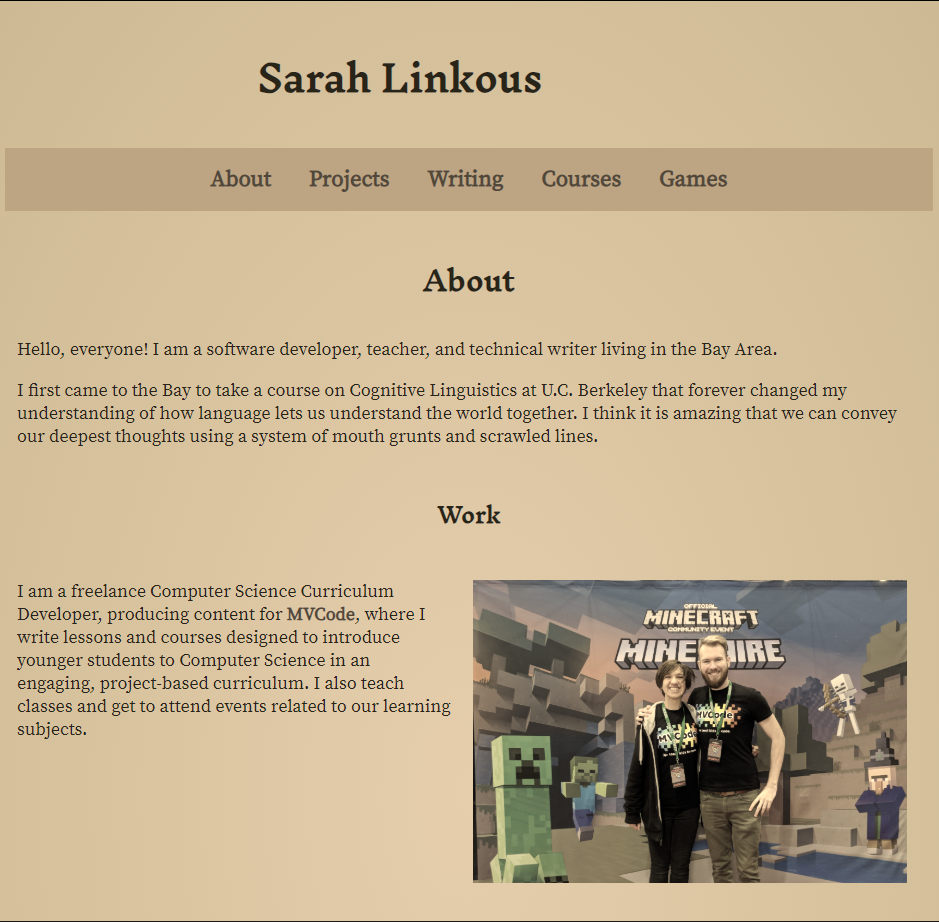 Sarah Linkous
About Projects Writing Courses Games
About
Hello, everyone! I am a software developer, teacher, and technical writer living in the Bay Area.
I first came to the Bay to take a course on Cognitive Linguistics at U.C. Berkeley that forever changed my
understanding of how language lets us understand the world together. I think it is amazing that we can convey
our deepest thoughts using a system of mouth grunts and scrawled lines.
Work
I am a freelance Computer Science Curriculum
Developer, producing content for MVCode, where I
write lessons and courses designed to introduce
younger students to Computer Science in an
engaging, project-based curriculum. I also teach
classes and get to attend events related to our learning
subjects.
OFFICIAL
MINECRAFT
COMMUNITY EVENT
MVCode
MVCode